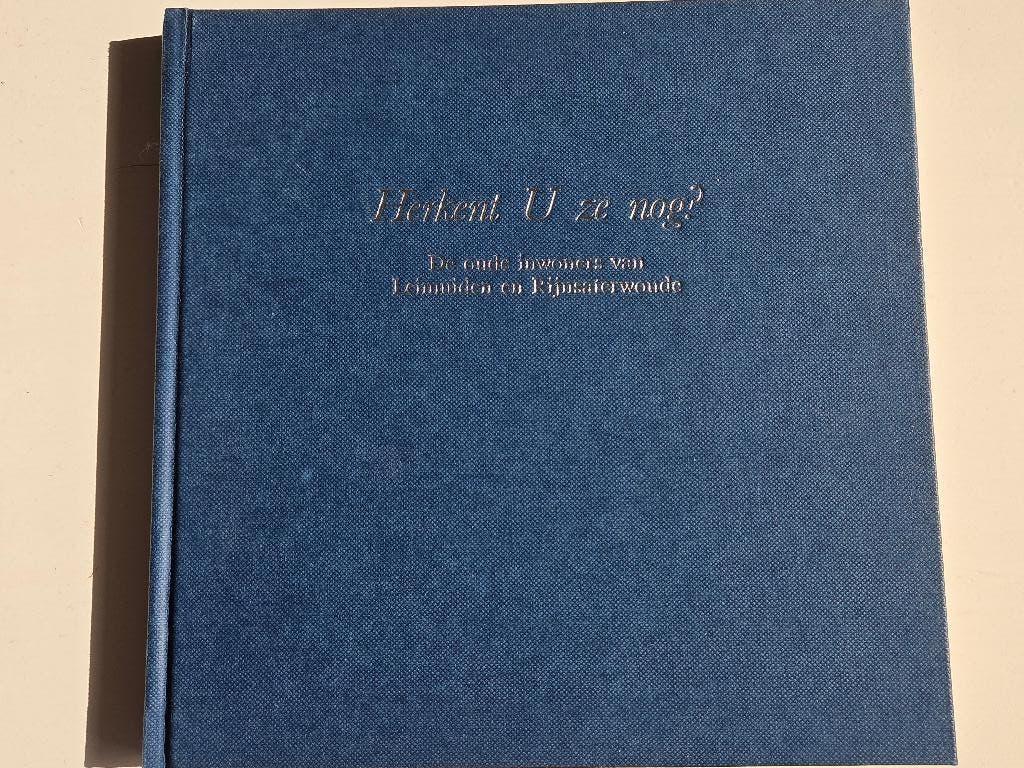 Herkent U ze nog?
De oude inwoners van
Leimuiden en Rijnsaterwoude